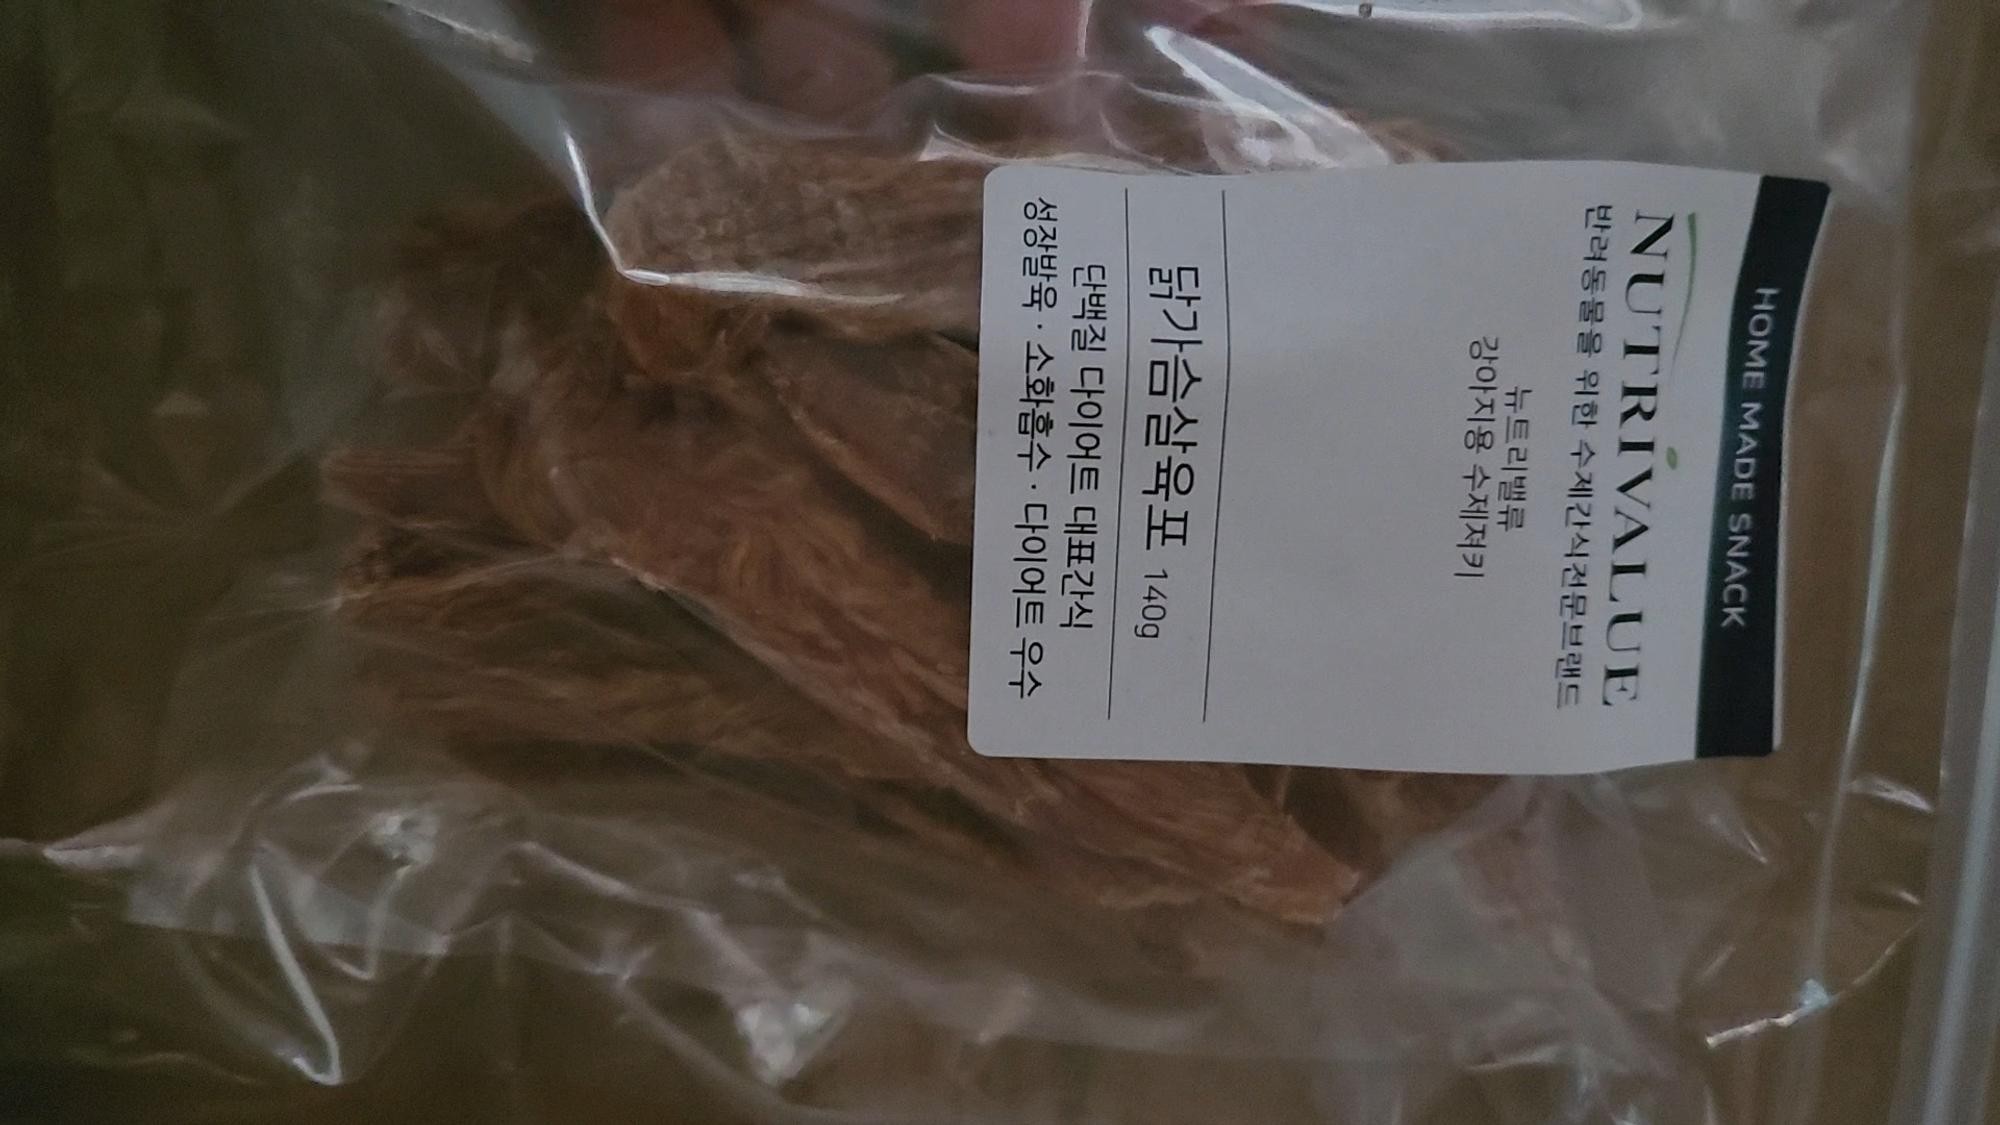 HOME MADE SNACK
NUTRIVALUE
반려동물을 위한 수제간식전문브랜드
뉴트리밸류
강아지용 수제져키
닭가슴살육포 140g
단백질 다이어트 대표간식
성장발육 · 소화흡수 · 다이어트 우수